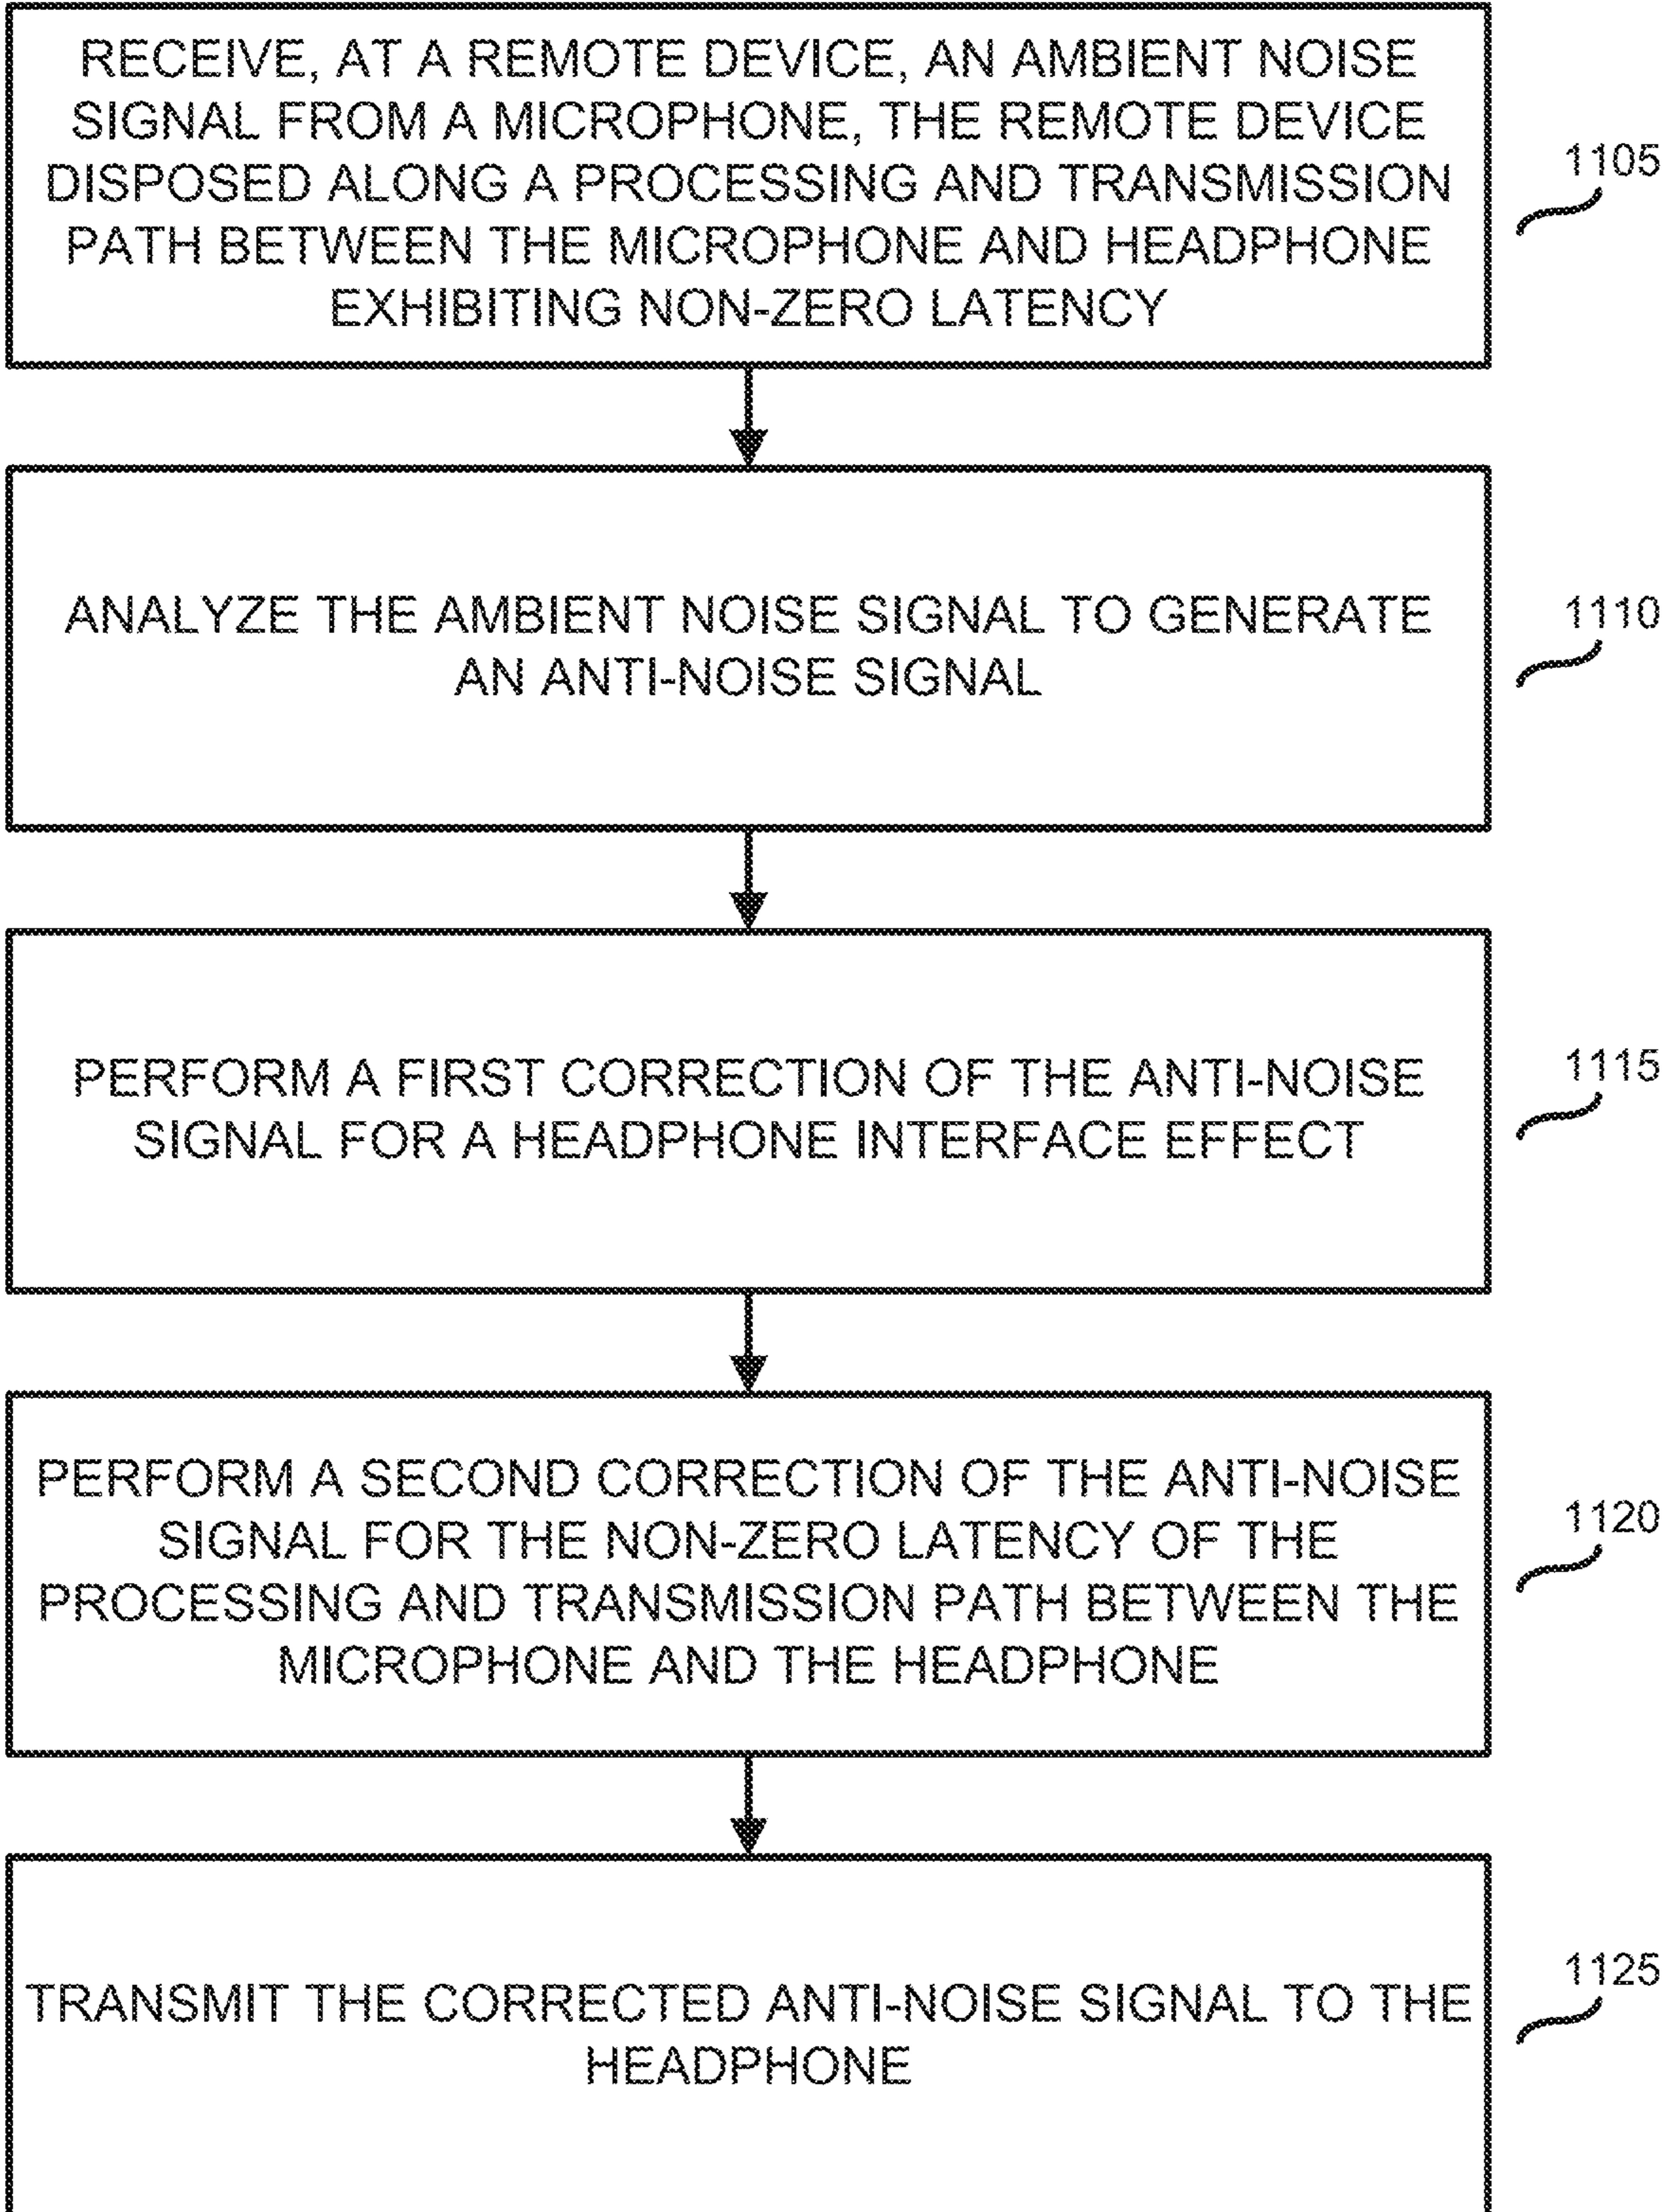 RECEIVE, AT A REMOTE DEVICE, AN AMBIENT NOISE
SIGNAL FROM A MICROPHONE, THE REMOTE DEVICE
DISPOSED ALONG A PROCESSING AND TRANSMISSION
PATH BETWEEN THE MICROPHONE AND HEADPHONE
EXHIBITING NON-ZERO LATENCY
1105
ANALYZE THE AMBIENT NOISE SIGNAL TO GENERATE
AN ANTI-NOISE SIGNAL
1110
PERFORM A FIRST CORRECTION OF THE ANTI-NOISE
SIGNAL FOR A HEADPHONE INTERFACE EFFECT
1115
PERFORM A SECOND CORRECTION OF THE ANTI-NOISE
SIGNAL FOR THE NON-ZERO LATENCY OF THE
PROCESSING AND TRANSMISSION PATH BETWEEN THE
MICROPHONE AND THE HEADPHONE
1120
TRANSMIT THE CORRECTED ANTI-NOISE SIGNAL TO THE
HEADPHONE
1125